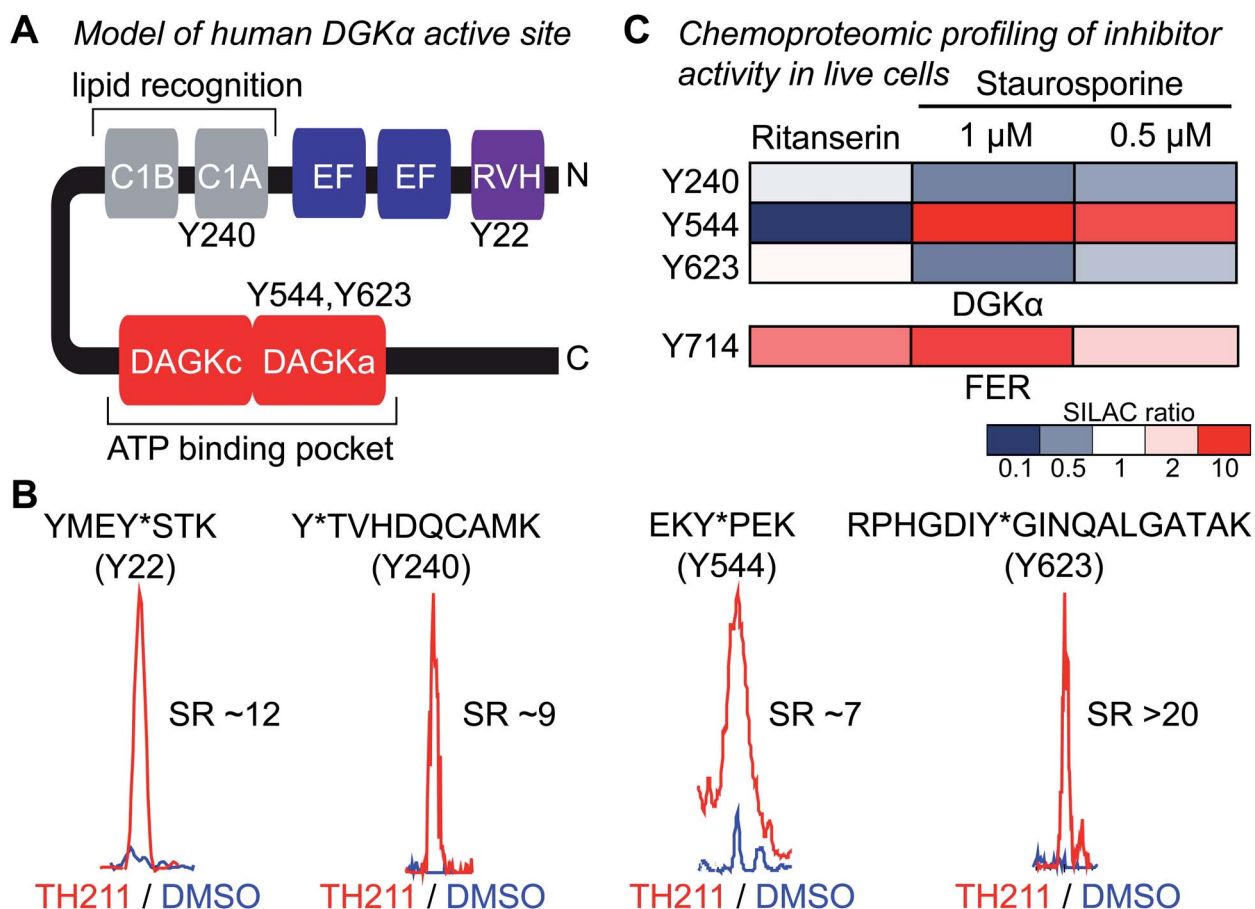 A Model of human DGKα active site
lipid recognition
C1B C1A EF EF RVH N
Y240 Y22
Y544,Y623
DAGKc DAGKa C
ATP binding pocket
C Chemoproteomic profiling of inhibitor
activity in live cells
Staurosporine
Ritanserin 1 µM 0.5 µM
Y240
Y544
Y623
DGKα
Y714
FER
SILAC ratio
0.1 0.5 1 2 10
B
YMEY*STK Y*TVHDQCAMK EKY*PEK RPHGDIY*GINQALGATAK
(Y22) (Y240) (Y544) (Y623)
SR ~12 SR ~9 SR ~7 SR >20
TH211 / DMSO TH211 / DMSO TH211 / DMSO TH211 / DMSO